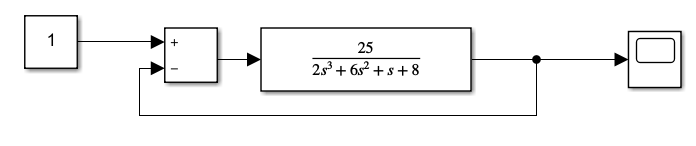 1
+
−
25
2s³ + 6s² + s + 8